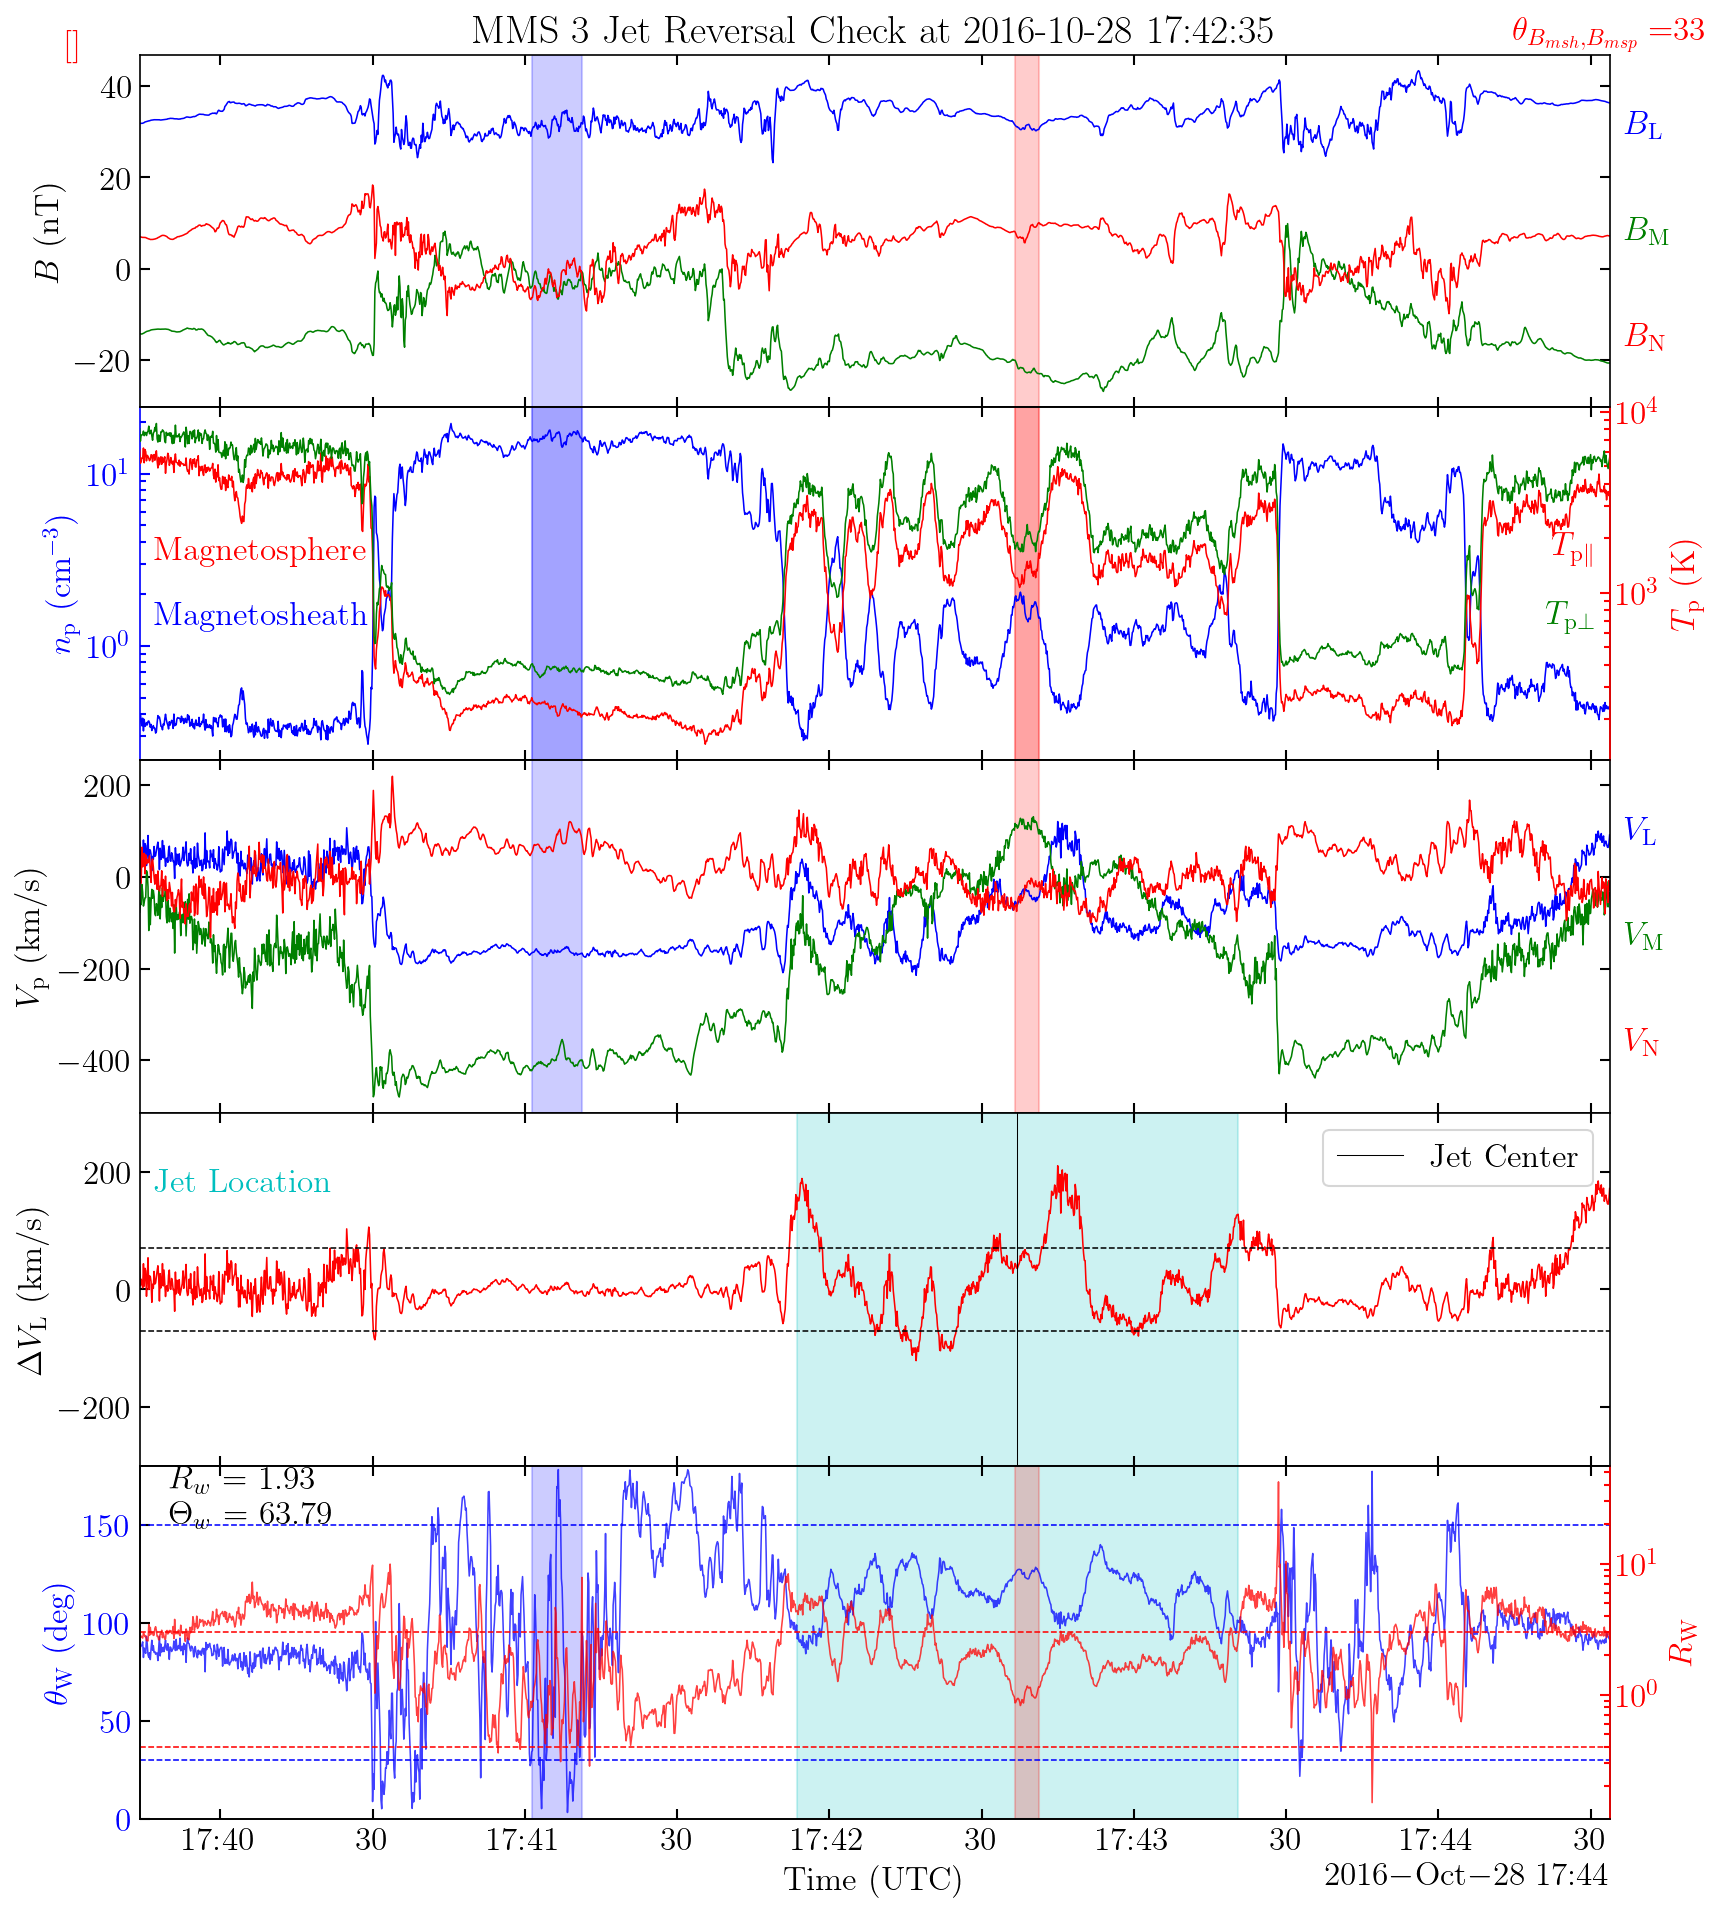 MMS 3 Jet Reversal Check at 2016-10-28 17:42:35
θ_{B_{msh},B_{msp}} =33
40
20
0
−20
B (nT)
B_L
B_M
B_N
10^1
10^0
n_p (cm^{−3})
Magnetosphere
Magnetosheath
10^4
10^3
T_p (K)
T_{p∥}
T_{p⊥}
200
0
−200
−400
V_p (km/s)
V_L
V_M
V_N
200
0
−200
ΔV_L (km/s)
Jet Location
Jet Center
R_w = 1.93
Θ_w = 63.79
150
100
50
0
θ_W (deg)
10^1
10^0
R_W
17:40 30 17:41 30 17:42 30 17:43 30 17:44 30
Time (UTC)
2016−Oct−28 17:44